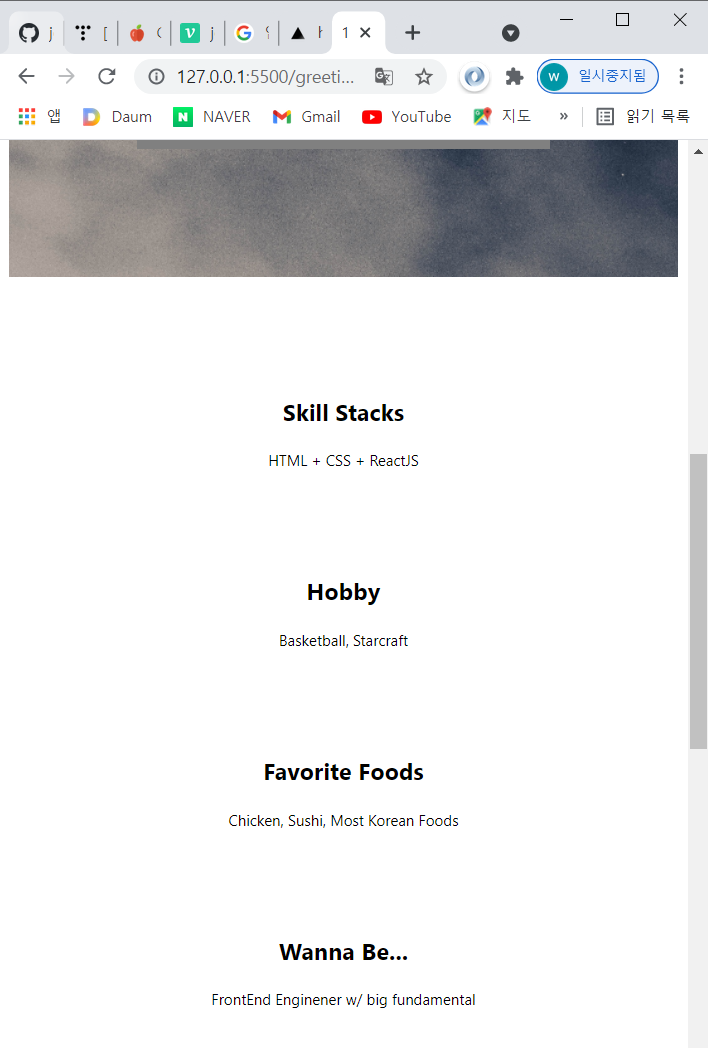 j
[
j
1
127.0.0.1:5500/greeti...
w 일시중지됨
앱 Daum NAVER Gmail YouTube 지도 » 읽기 목록
Skill Stacks
HTML + CSS + ReactJS
Hobby
Basketball, Starcraft
Favorite Foods
Chicken, Sushi, Most Korean Foods
Wanna Be...
FrontEnd Enginener w/ big fundamental